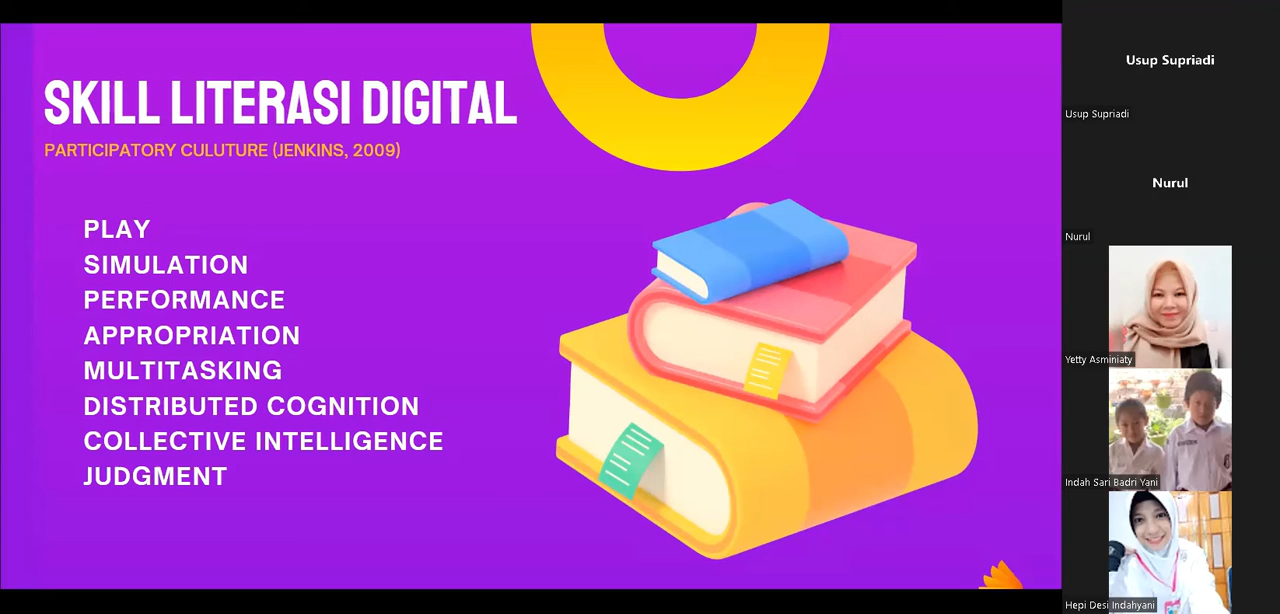 SKILL LITERASI DIGITAL
PARTICIPATORY CULUTURE (JENKINS, 2009)
PLAY
SIMULATION
PERFORMANCE
APPROPRIATION
MULTITASKING
DISTRIBUTED COGNITION
COLLECTIVE INTELLIGENCE
JUDGMENT
Usup Supriadi
Usup Supriadi
Nurul
Nurul
Yetty Asminiaty
Indah Sari Badri Yani
Hepi Desi Indahyani